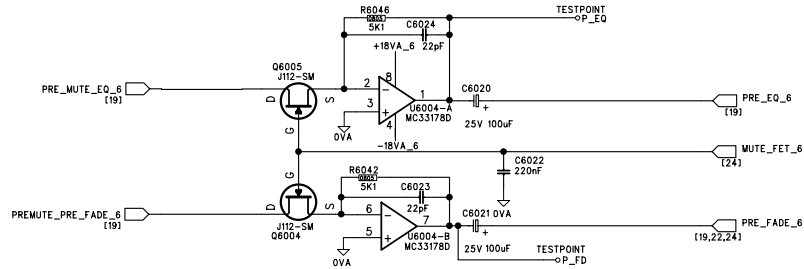 R6046
0805
5K1
C6024
22pF
TESTPOINT
P_EQ
+18VA_6
Q6005
J112-SM
PRE_MUTE_EQ_6
[19]
D
S
G
2
3
8
1
4
U6004-A
MC33178D
0VA
-18VA_6
C6020
+
25V 100uF
PRE_EQ_6
[19]
MUTE_FET_6
[24]
C6022
220nF
0VA
R6042
0805
5K1
C6023
22pF
G
PREMUTE_PRE_FADE_6
[19]
D
S
J112-SM
Q6004
6
5
7
U6004-B
MC33178D
0VA
C6021
+
25V 100uF
PRE_FADE_6
[19,22,24]
TESTPOINT
P_FD